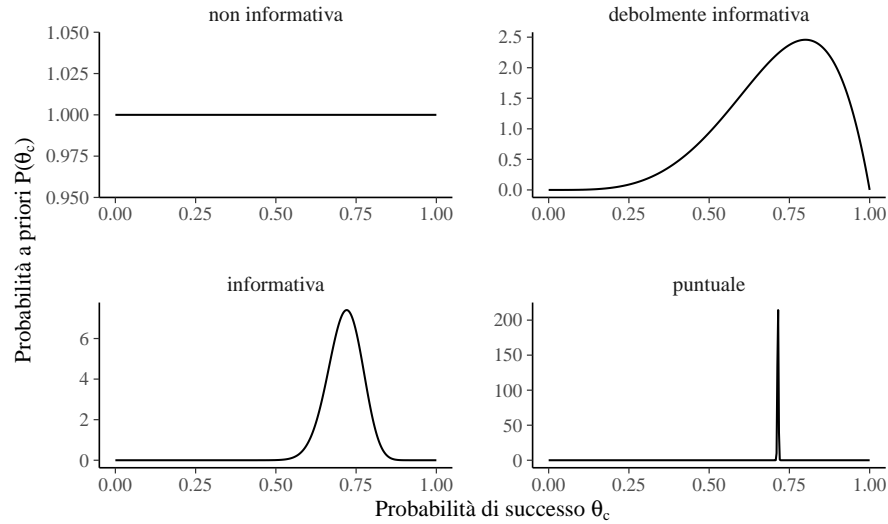 non informativa
debolmente informativa
1.050
1.025
1.000
0.975
0.950
0.00 0.25 0.50 0.75 1.00
2.5
2.0
1.5
1.0
0.5
0.0
0.00 0.25 0.50 0.75 1.00
Probabilità a priori P(θc)
informativa
puntuale
6
4
2
0
0.00 0.25 0.50 0.75 1.00
200
150
100
50
0
0.00 0.25 0.50 0.75 1.00
Probabilità di successo θc